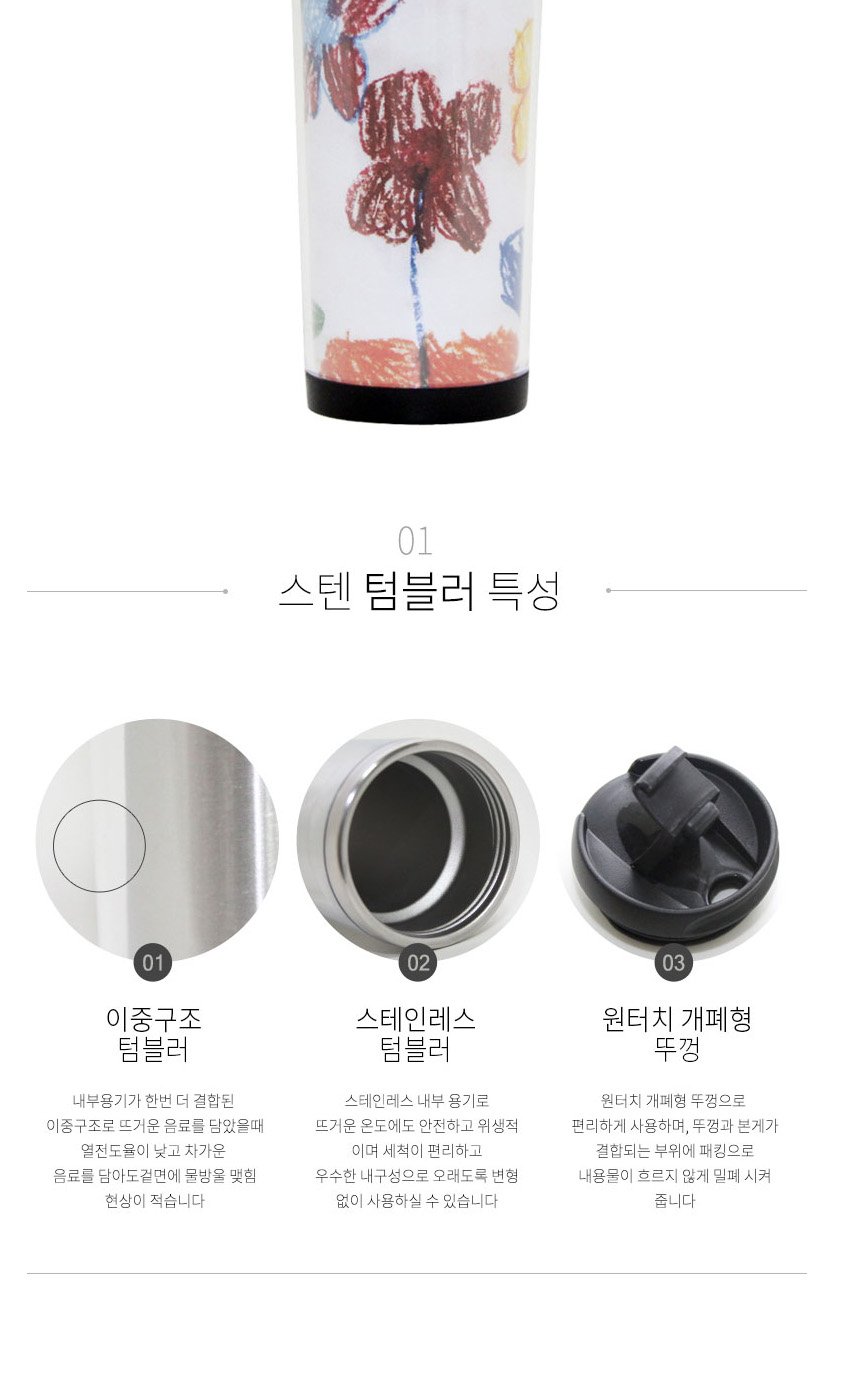 01
스텐 텀블러 특성
01
이중구조
텀블러
내부용기가 한번 더 결합된
이중구조로 뜨거운 음료를 담았을때
열전도율이 낮고 차가운
음료를 담아도겉면에 물방울 맺힘
현상이 적습니다
02
스테인레스
텀블러
스테인레스 내부 용기로
뜨거운 온도에도 안전하고 위생적
이며 세척이 편리하고
우수한 내구성으로 오래도록 변형
없이 사용하실 수 있습니다
03
원터치 개폐형
뚜껑
원터치 개폐형 뚜껑으로
편리하게 사용하며, 뚜껑과 본게가
결합되는 부위에 패킹으로
내용물이 흐르지 않게 밀폐 시켜
줍니다